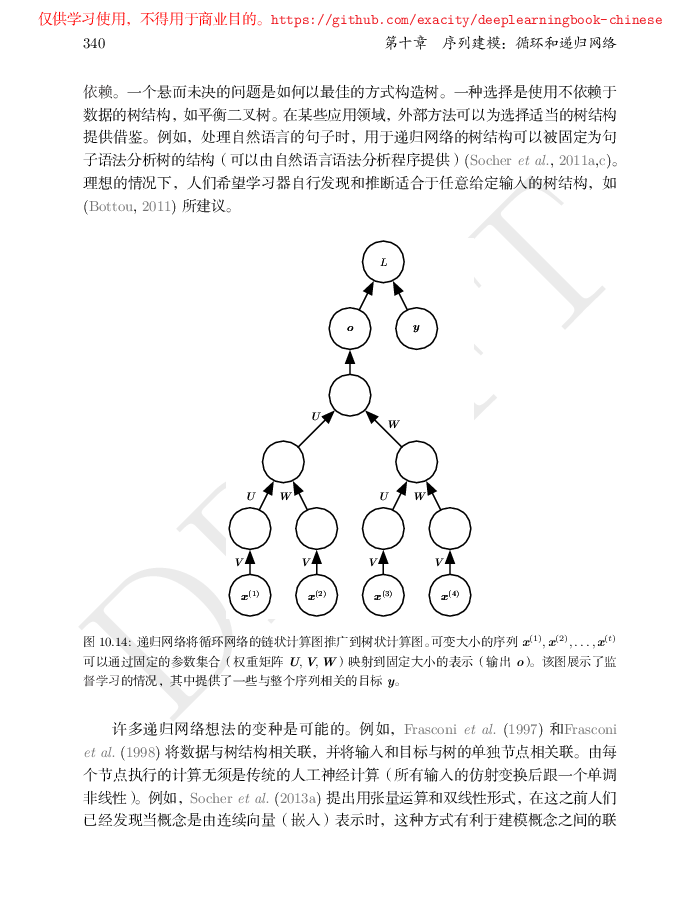 仅供学习使用，不得用于商业目的。https://github.com/exacity/deeplearningbook-chinese
340 第十章 序列建模：循环和递归网络
依赖。一个悬而未决的问题是如何以最佳的方式构造树。一种选择是使用不依赖于
数据的树结构，如平衡二叉树。在某些应用领域，外部方法可以为选择适当的树结构
提供借鉴。例如，处理自然语言的句子时，用于递归网络的树结构可以被固定为句
子语法分析树的结构（可以由自然语言语法分析程序提供）(Socher et al., 2011a,c)。
理想的情况下，人们希望学习器自行发现和推断适合于任意给定输入的树结构，如
(Bottou, 2011) 所建议。
L
o y
U W
U W U W
V V V V
x(1) x(2) x(3) x(4)
图 10.14: 递归网络将循环网络的链状计算图推广到树状计算图。可变大小的序列 x(1), x(2), . . . , x(t)
可以通过固定的参数集合（权重矩阵 U, V, W）映射到固定大小的表示（输出 o）。该图展示了监
督学习的情况，其中提供了一些与整个序列相关的目标 y。
许多递归网络想法的变种是可能的。例如，Frasconi et al. (1997) 和Frasconi
et al. (1998) 将数据与树结构相关联，并将输入和目标与树的单独节点相关联。由每
个节点执行的计算无须是传统的人工神经计算（所有输入的仿射变换后跟一个单调
非线性）。例如，Socher et al. (2013a) 提出用张量运算和双线性形式，在这之前人们
已经发现当概念是由连续向量（嵌入）表示时，这种方式有利于建模概念之间的联
DRAFT